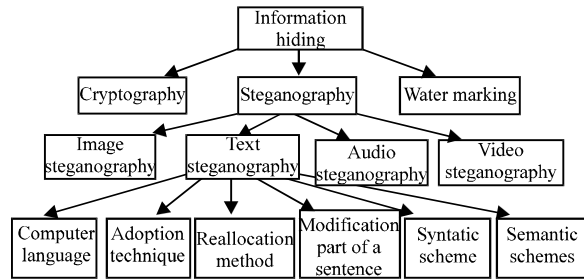 Information
hiding
Cryptography
Steganography
Water marking
Image
steganography
Text
steganography
Audio
steganography
Video
steganography
Computer
language
Adoption
technique
Reallocation
method
Modification
part of a
sentence
Syntatic
scheme
Semantic
schemes